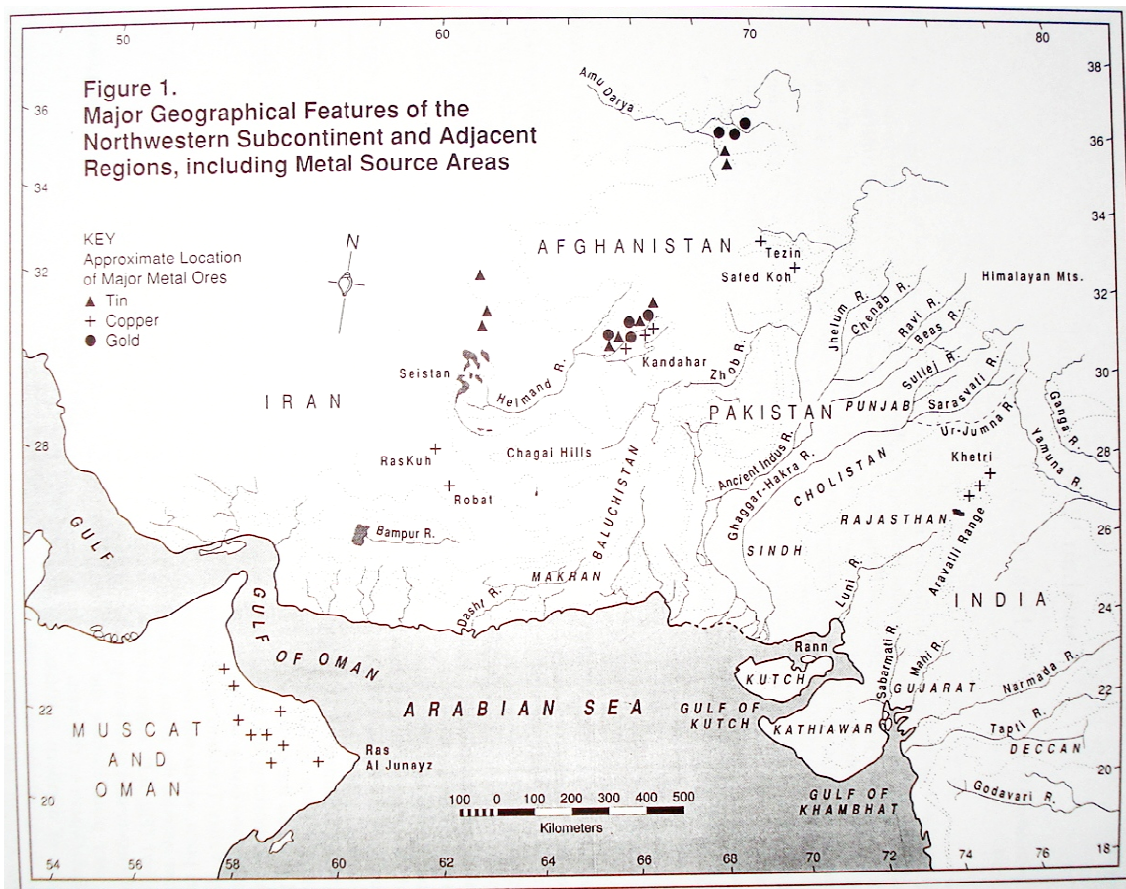 50
60
70
80
38
36
34
32
30
28
26
24
22
20
18
36
34
32
28
22
20
54
56
58
60
62
64
66
68
70
72
74
76
Figure 1.
Major Geographical Features of the
Northwestern Subcontinent and Adjacent
Regions, including Metal Source Areas
KEY
Approximate Location
of Major Metal Ores
Tin
Copper
Gold
N
Amu Darya
AFGHANISTAN
Tezin
Safed Koh
Himalayan Mts.
Jhelum R.
Chenab R.
Ravi R.
Beas R.
Sutlej R.
Sarasvati R.
Ur-Jumna R.
Ganga R.
Yamuna R.
Kandahar
Zhob R.
Seistan
Helmand R.
IRAN
PAKISTAN
PUNJAB
Chagai Hills
RasKuh
Robat
Bampur R.
BALUCHISTAN
Ancient Indus R.
Ghaggar-Hakra R.
CHOLISTAN
Khetri
RAJASTHAN
Aravalli Range
SINDH
MAKRAN
Dasht R.
Luni R.
INDIA
GULF
GULF
OF OMAN
ARABIAN SEA
Rann
KUTCH
GULF OF
KUTCH
KATHIAWAR
Sabarmati R.
Mahi R.
GUJARAT
Narmada R.
Tapti R.
DECCAN
Godavari R.
GULF OF
KHAMBHAT
MUSCAT
AND
OMAN
Ras
Al Junayz
100 0 100 200 300 400 500
Kilometers